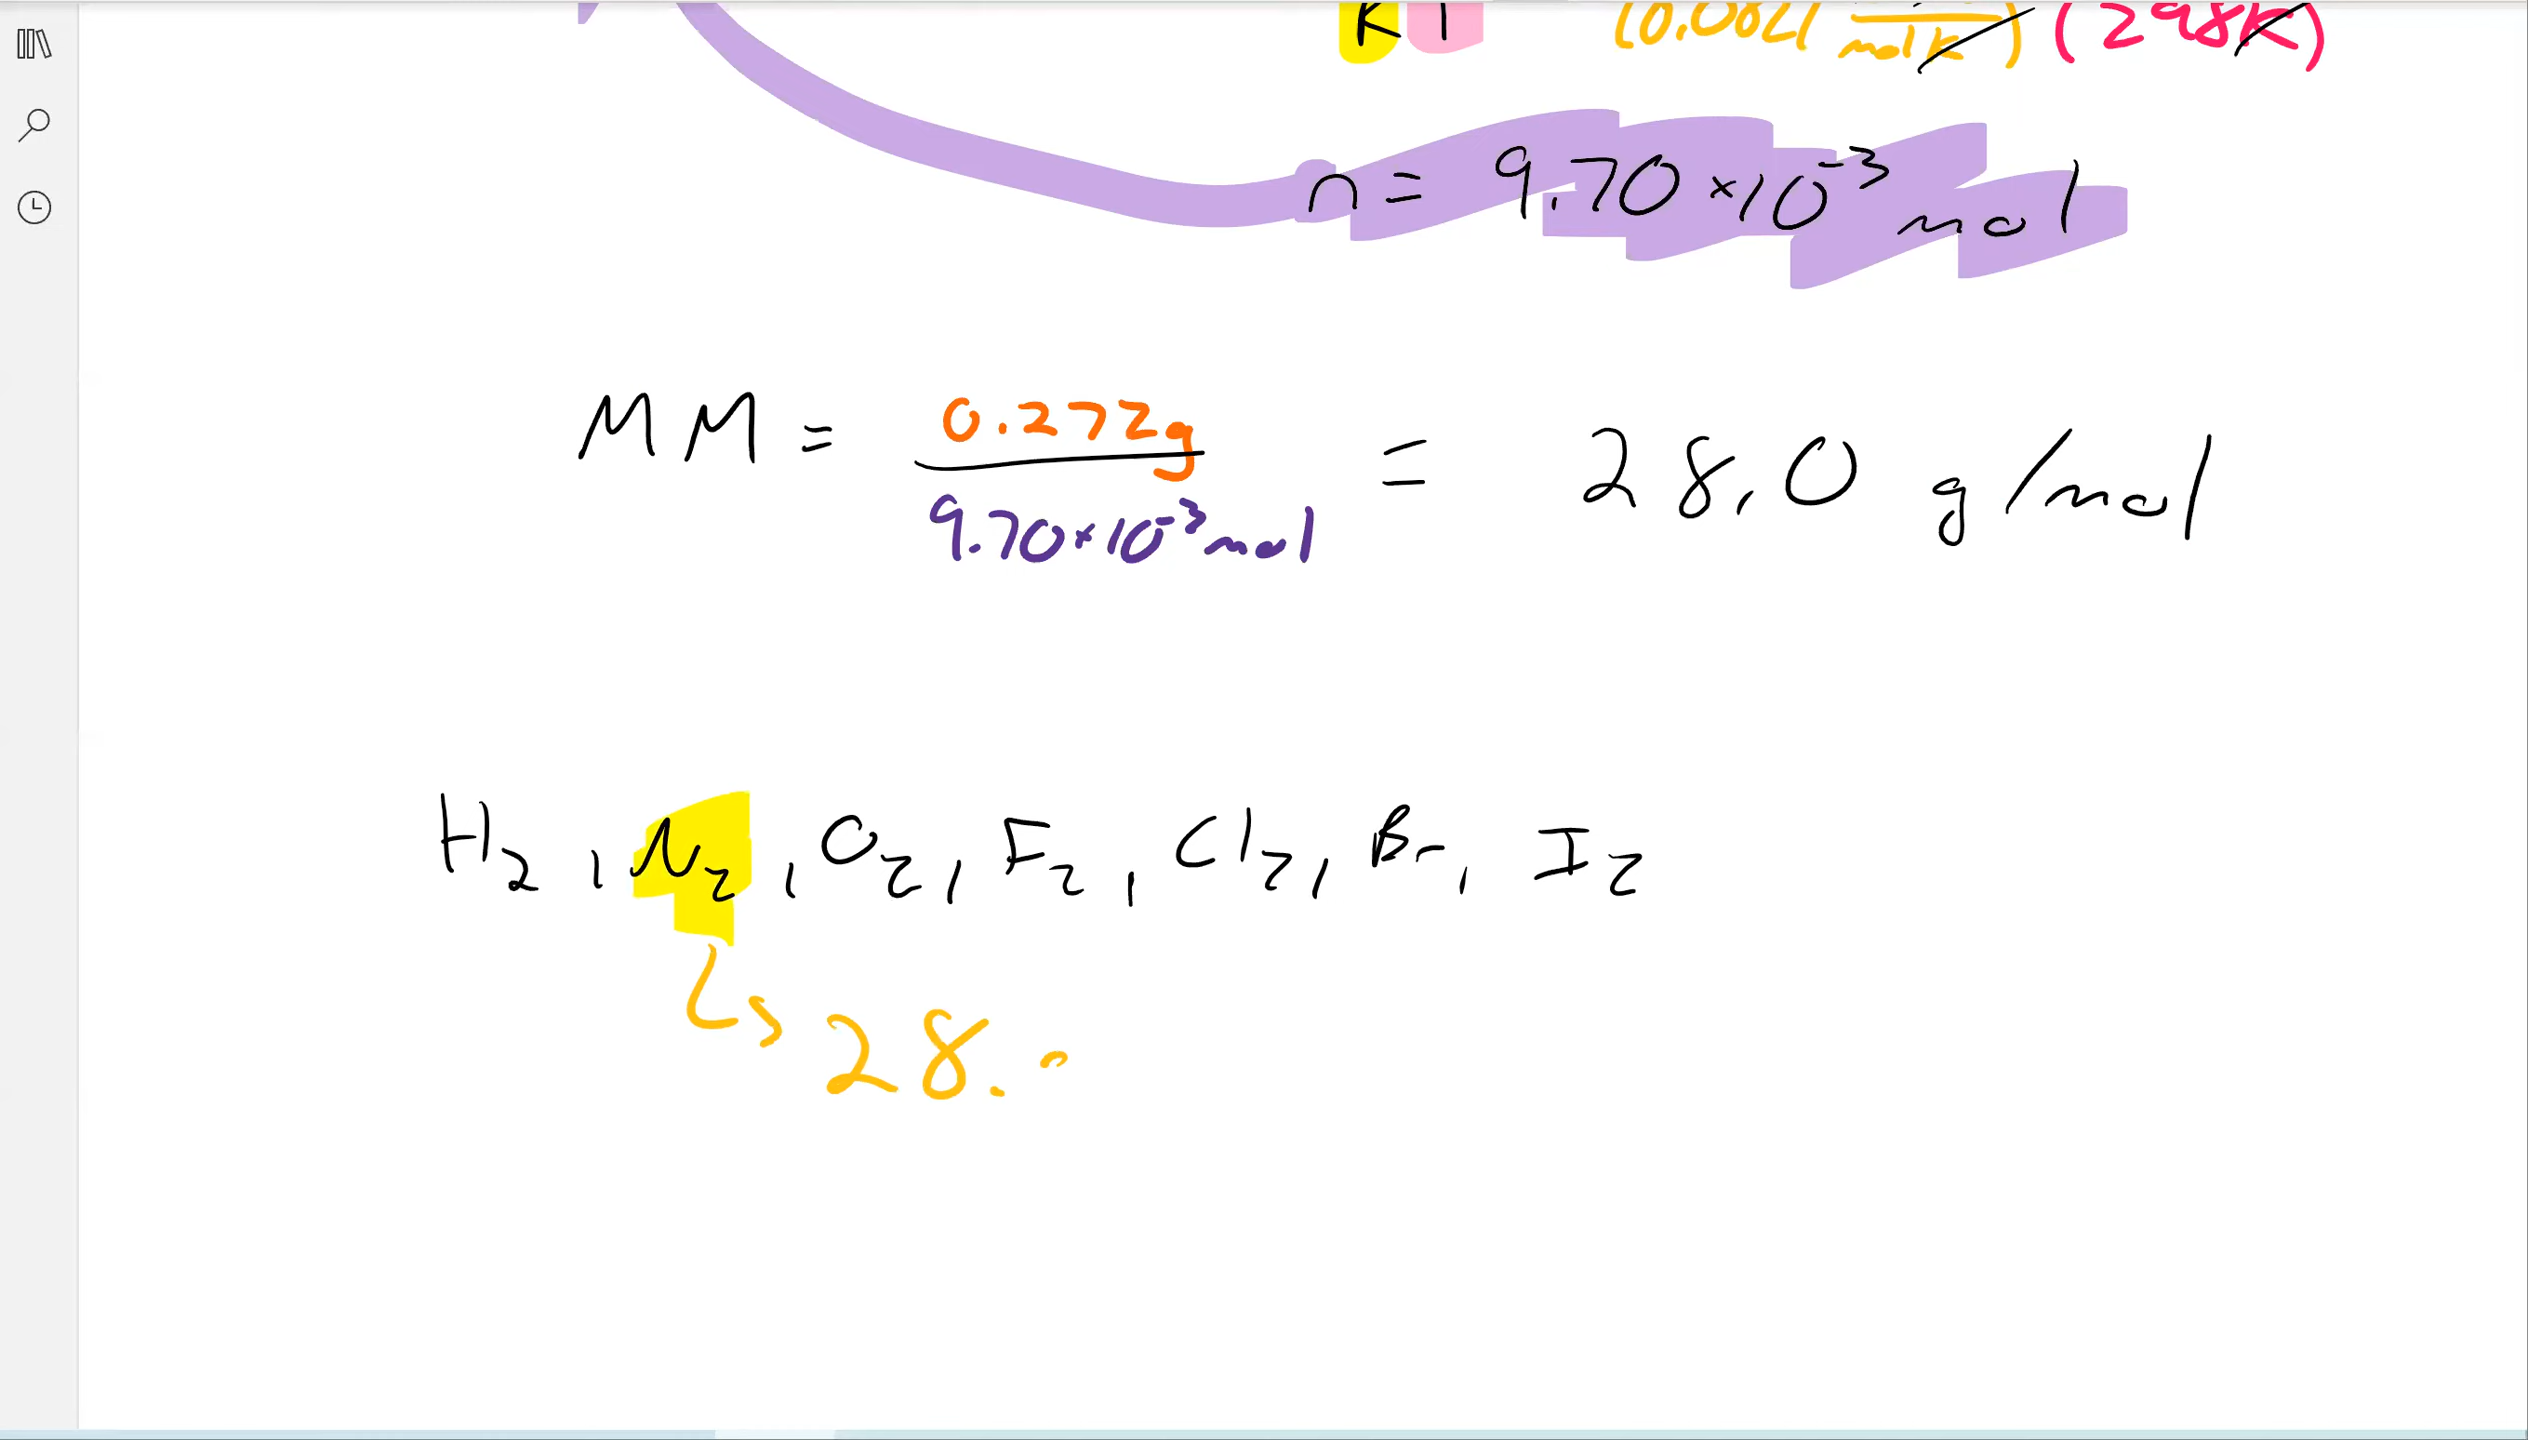 RT (0.0821 mol K) (298K)
n = 9.70 × 10⁻³ mol
MM = 0.272g / 9.70×10⁻³ mol = 28.0 g/mol
H₂, N₂, O₂, F₂, Cl₂, Br, I₂
↳ 28.